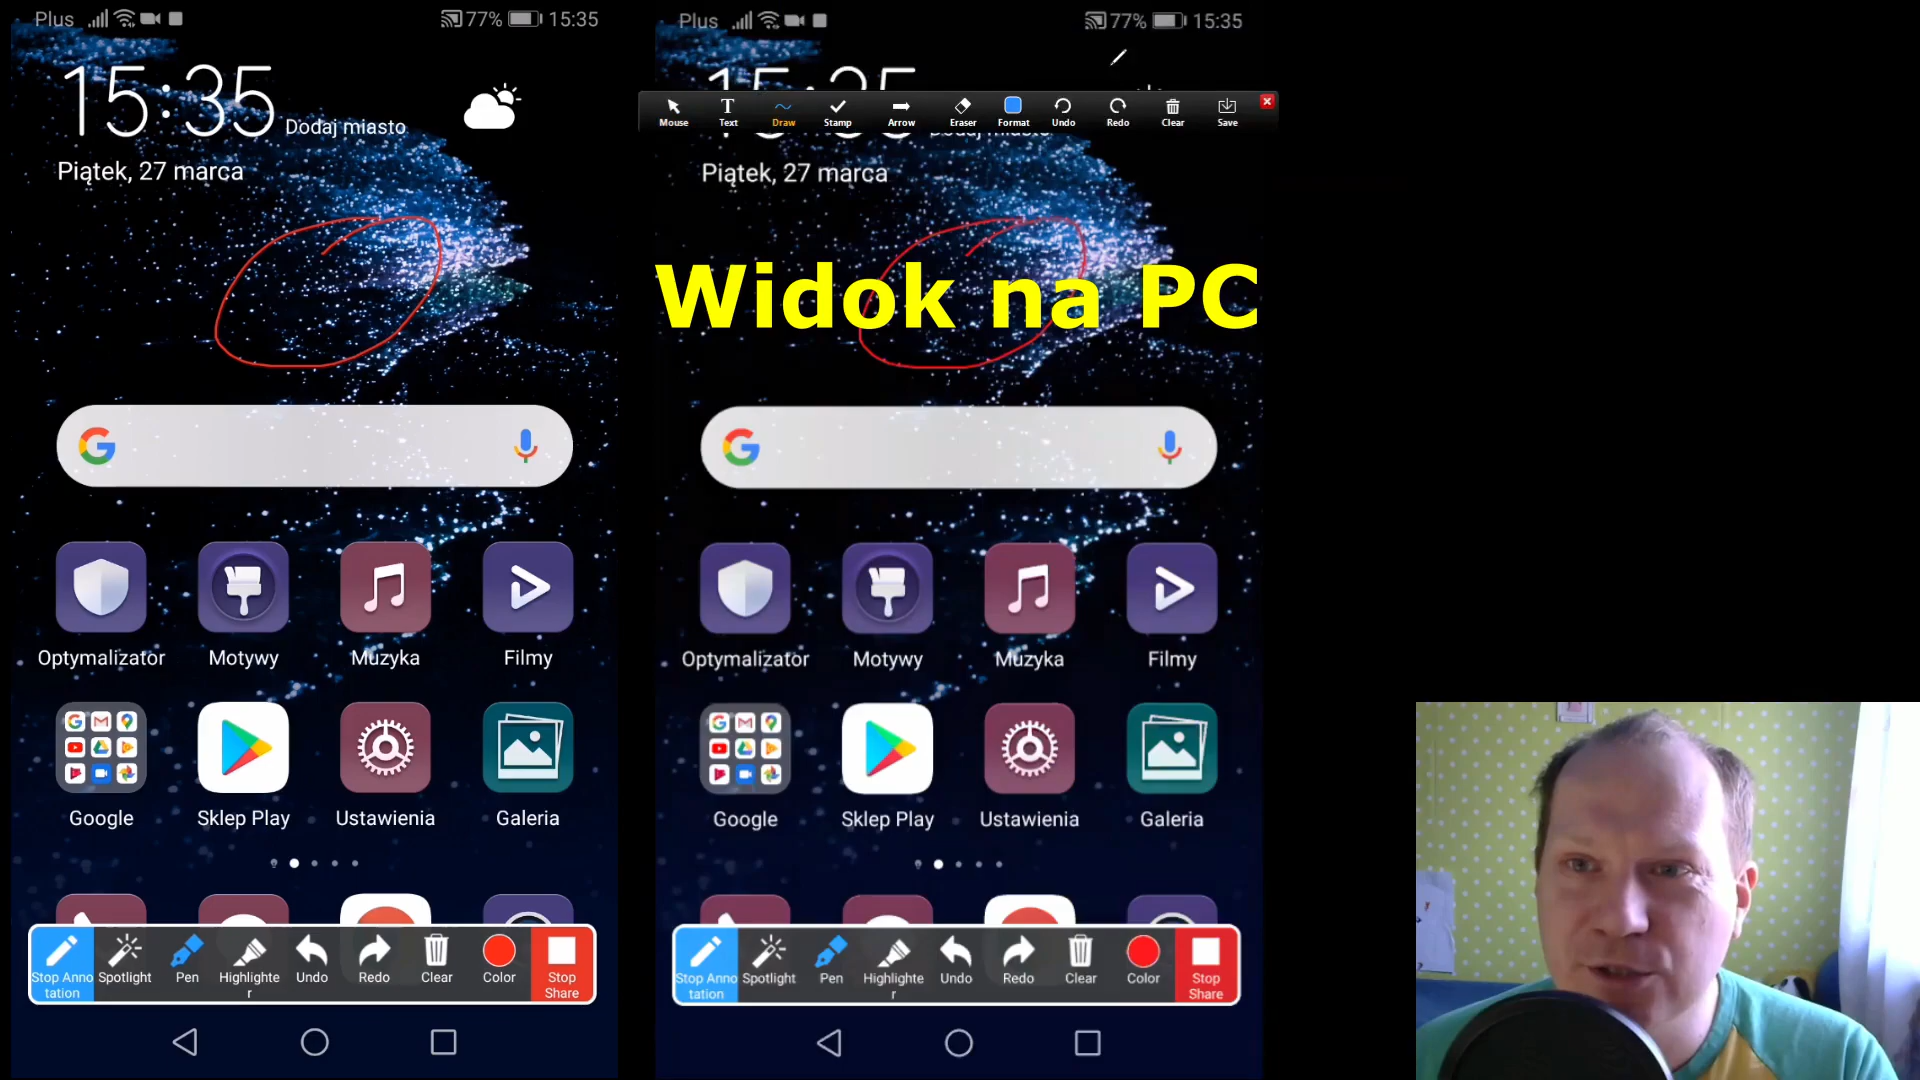 Plus 77% 15:35
15:35
Dodaj miasto
Piątek, 27 marca
Optymalizator Motywy Muzyka Filmy
Google Sklep Play Ustawienia Galeria
Stop Anno
tation
Spotlight
Pen
Highlighte
r
Undo
Redo
Clear
Color
Stop
Share
Plus 77% 15:35
Mouse Text Draw Stamp Arrow Eraser Format Undo Redo Clear Save
Piątek, 27 marca
Widok na PC
Optymalizator Motywy Muzyka Filmy
Google Sklep Play Ustawienia Galeria
Stop Anno
tation
Spotlight
Pen
Highlighte
r
Undo
Redo
Clear
Color
Stop
Share